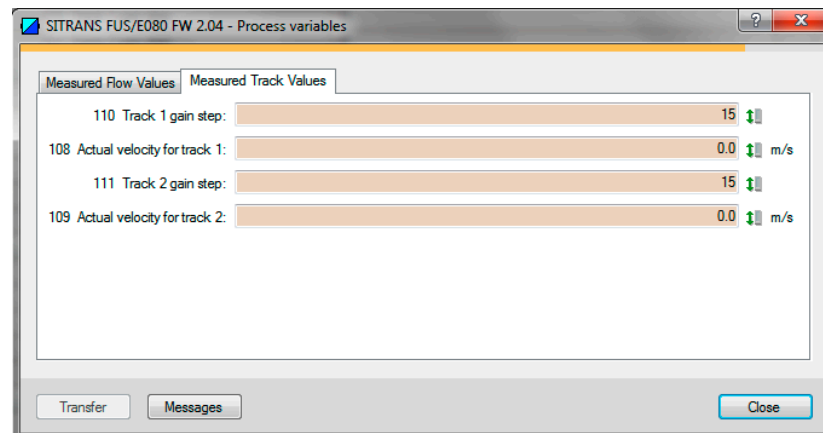 SITRANS FUS/E080 FW 2.04 - Process variables
Measured Flow Values Measured Track Values
110 Track 1 gain step: 15
108 Actual velocity for track 1: 0.0 m/s
111 Track 2 gain step: 15
109 Actual velocity for track 2: 0.0 m/s
Transfer Messages Close